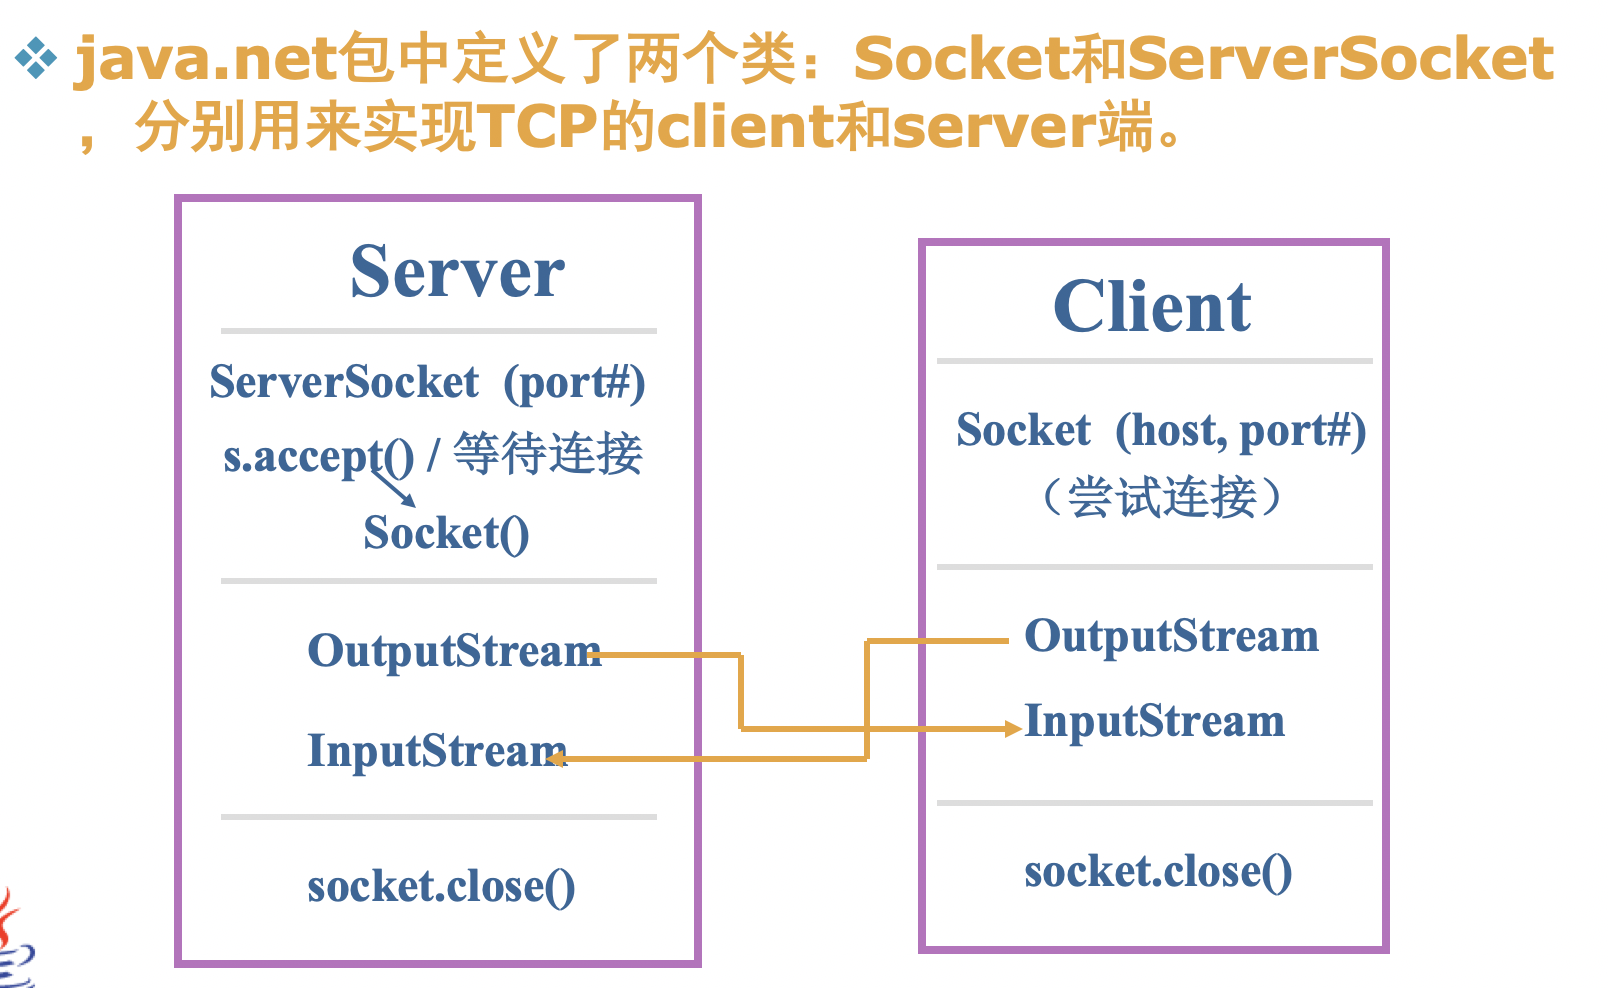 java.net包中定义了两个类：Socket和ServerSocket
，分别用来实现TCP的client和server端。
Server
ServerSocket (port#)
s.accept() / 等待连接
Socket()
OutputStream
InputStream
socket.close()
Client
Socket (host, port#)
（尝试连接）
OutputStream
InputStream
socket.close()